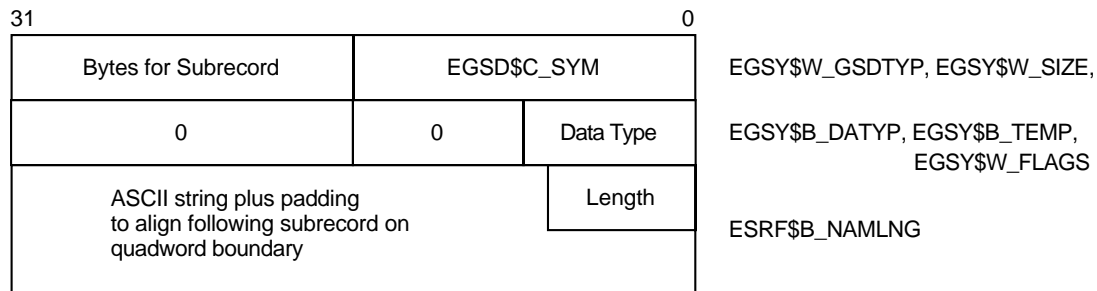 31 0
Bytes for Subrecord EGSD$C_SYM EGSY$W_GSDTYP, EGSY$W_SIZE,
0 0 Data Type EGSY$B_DATYP, EGSY$B_TEMP,
EGSY$W_FLAGS
ASCII string plus padding Length
to align following subrecord on
quadword boundary ESRF$B_NAMLNG